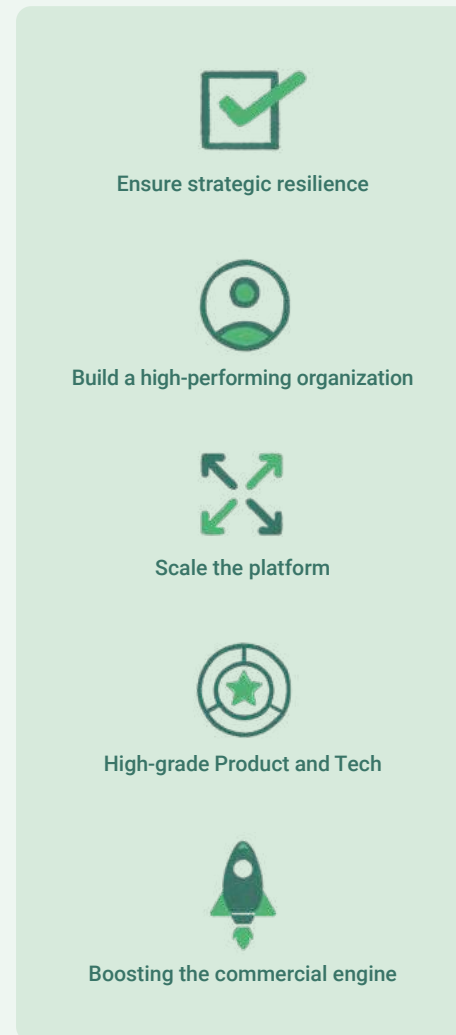 Ensure strategic resilience
Build a high-performing organization
Scale the platform
High-grade Product and Tech
Boosting the commercial engine